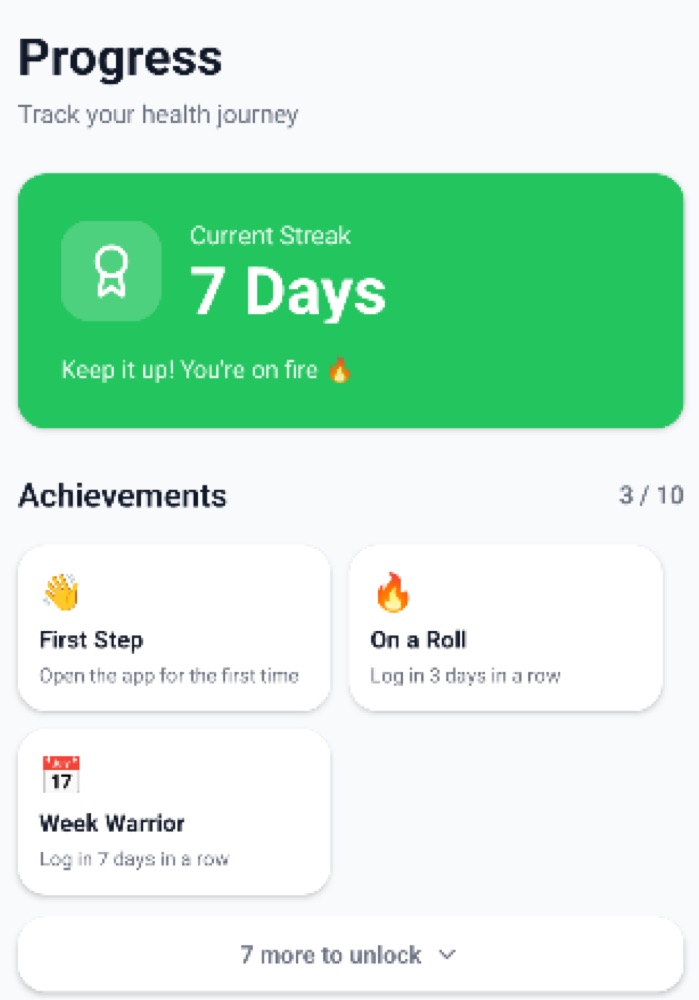 Progress
Track your health journey
Current Streak
7 Days
Keep it up! You're on fire 🔥
Achievements
3 / 10
First Step
Open the app for the first time
On a Roll
Log in 3 days in a row
17
Week Warrior
Log in 7 days in a row
7 more to unlock